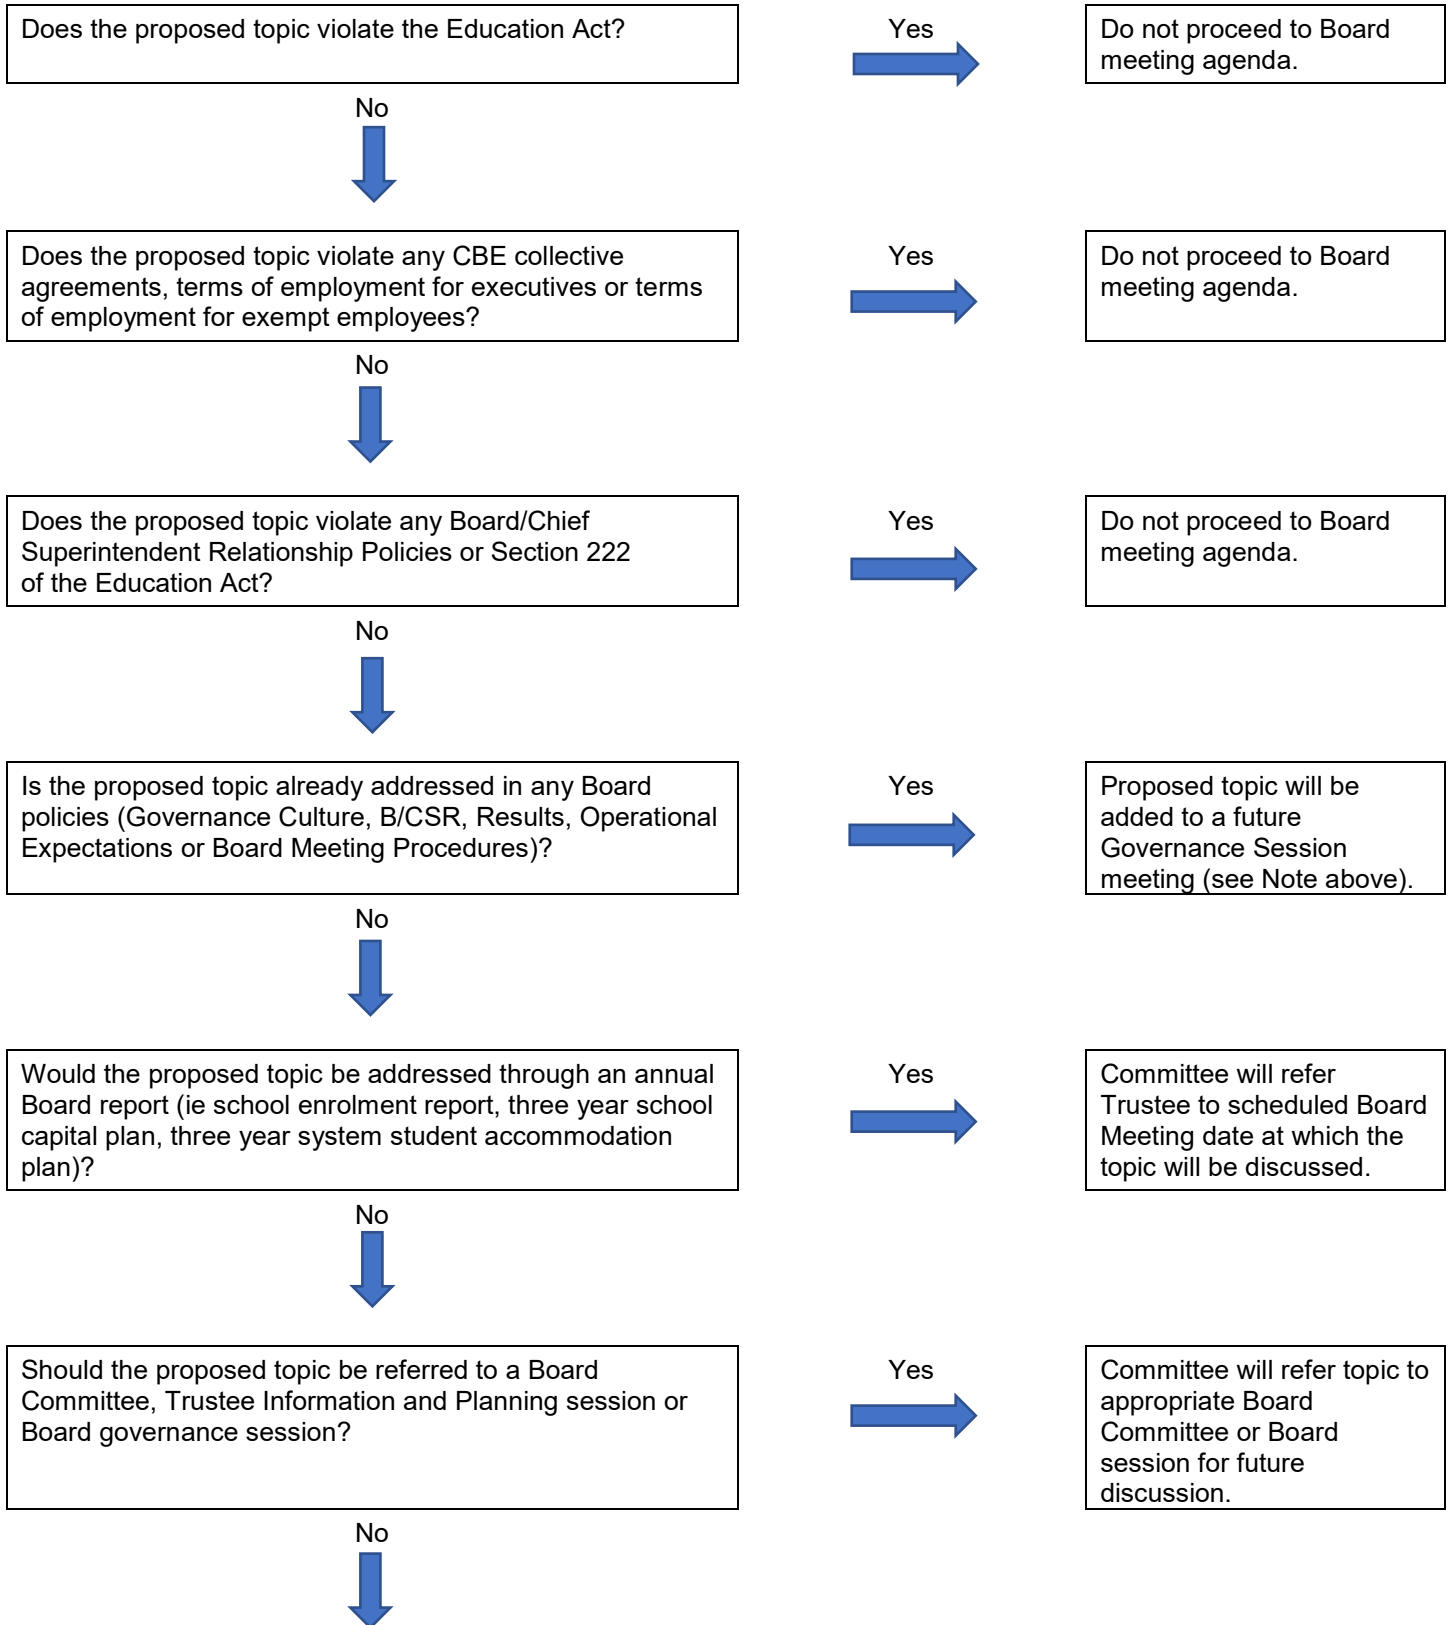 Does the proposed topic violate the Education Act?
Yes
Do not proceed to Board
meeting agenda.
No
Does the proposed topic violate any CBE collective
agreements, terms of employment for executives or terms
of employment for exempt employees?
Yes
Do not proceed to Board
meeting agenda.
No
Does the proposed topic violate any Board/Chief
Superintendent Relationship Policies or Section 222
of the Education Act?
Yes
Do not proceed to Board
meeting agenda.
No
Is the proposed topic already addressed in any Board
policies (Governance Culture, B/CSR, Results, Operational
Expectations or Board Meeting Procedures)?
Yes
Proposed topic will be
added to a future
Governance Session
meeting (see Note above).
No
Would the proposed topic be addressed through an annual
Board report (ie school enrolment report, three year school
capital plan, three year system student accommodation
plan)?
Yes
Committee will refer
Trustee to scheduled Board
Meeting date at which the
topic will be discussed.
No
Should the proposed topic be referred to a Board
Committee, Trustee Information and Planning session or
Board governance session?
Yes
Committee will refer topic to
appropriate Board
Committee or Board
session for future
discussion.
No